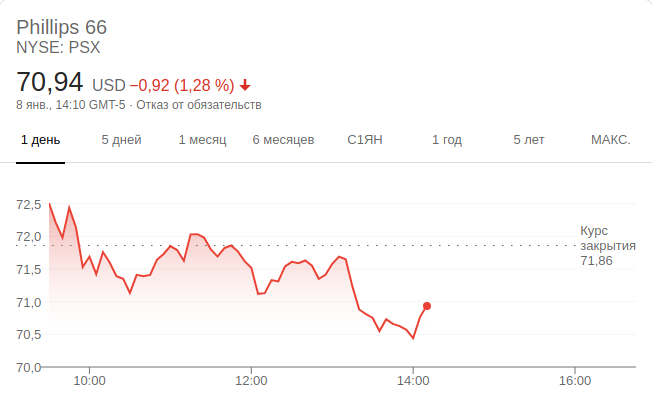 Phillips 66
NYSE: PSX
70,94 USD −0,92 (1,28 %)
8 янв., 14:10 GMT-5 · Отказ от обязательств
1 день 5 дней 1 месяц 6 месяцев С1ЯН 1 год 5 лет МАКС.
72,5
72,0
71,5
71,0
70,5
70,0
Курс
закрытия
71,86
10:00 12:00 14:00 16:00